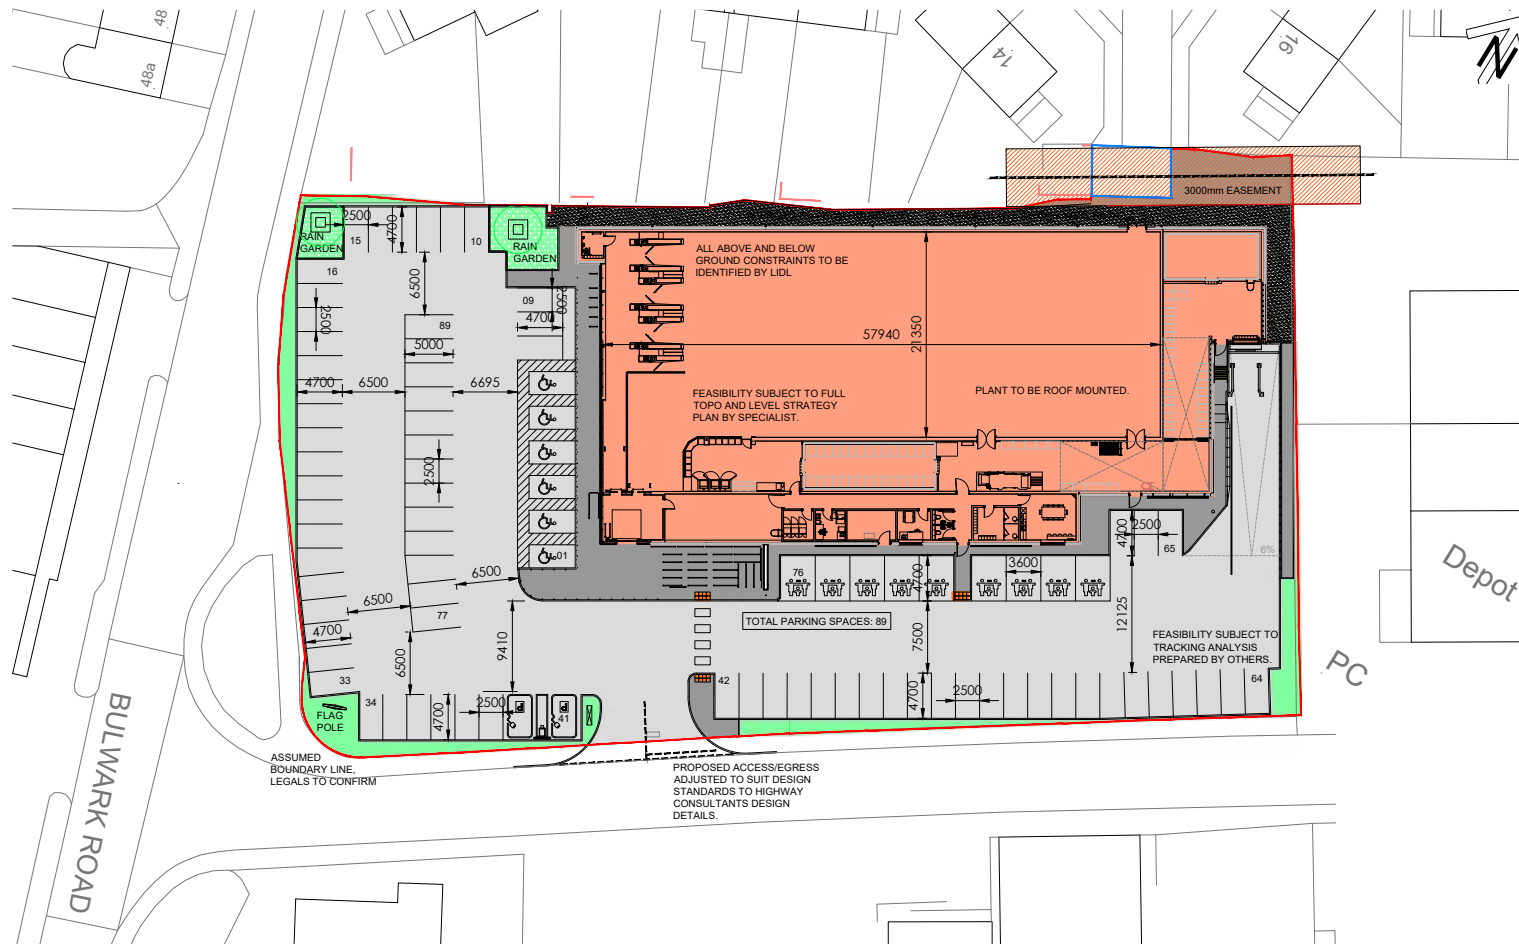 48
48a
14
16
N
3000mm EASEMENT
RAIN
GARDEN
2500
15
4700
10
RAIN
GARDEN
ALL ABOVE AND BELOW
GROUND CONSTRAINTS TO BE
IDENTIFIED BY LIDL
16
6500
09
2500
4700
2500
89
5000
57940
21350
4700
6500
6695
FEASIBILITY SUBJECT TO FULL
TOPO AND LEVEL STRATEGY
PLAN BY SPECIALIST.
PLANT TO BE ROOF MOUNTED.
2500
01
4700
2500
65
6%
Depot
6500
76
4700
3600
6500
77
4700
9410
TOTAL PARKING SPACES: 89
7500
12125
FEASIBILITY SUBJECT TO
TRACKING ANALYSIS
PREPARED BY OTHERS.
PC
6500
33
34
42
64
4700
2500
41
4700
2500
FLAG
POLE
BULWARK ROAD
ASSUMED
BOUNDARY LINE,
LEGALS TO CONFIRM
PROPOSED ACCESS/EGRESS
ADJUSTED TO SUIT DESIGN
STANDARDS TO HIGHWAY
CONSULTANTS DESIGN
DETAILS.